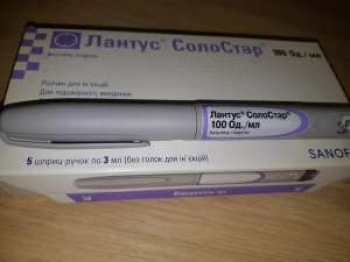 Лантус® СолоСтар® 100 Од./мл
Розчин для ін'єкцій
Для підшкірного введення
Лантус® СолоСтар®
100 Од./мл
5 шприц-ручок по 3 мл (без голок для ін'єкцій)
SANOF